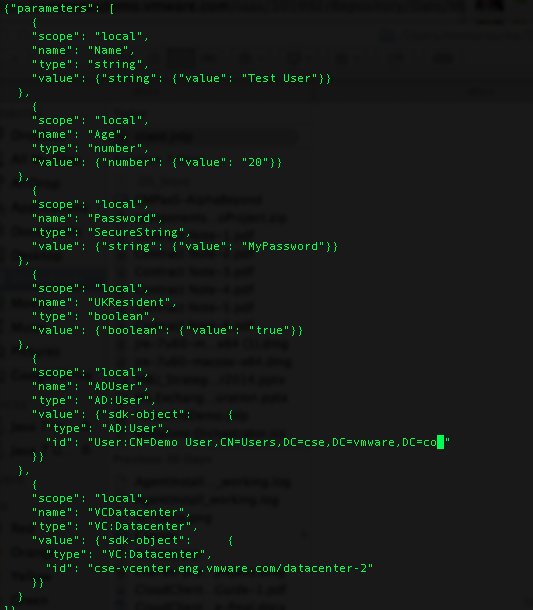 {"parameters": [
{
"scope": "local",
"name": "Name",
"type": "string",
"value": {"string": {"value": "Test User"}}
},
{
"scope": "local",
"name": "Age",
"type": "number",
"value": {"number": {"value": "20"}}
},
{
"scope": "local",
"name": "Password",
"type": "SecureString",
"value": {"string": {"value": "MyPassword"}}
},
{
"scope": "local",
"name": "UKResident",
"type": "boolean",
"value": {"boolean": {"value": "true"}}
},
{
"scope": "local",
"name": "ADUser",
"type": "AD:User",
"value": {"sdk-object": {
"type": "AD:User",
"id": "User:CN=Demo User,CN=Users,DC=cse,DC=vmware,DC=co "
}}
},
{
"scope": "local",
"name": "VCDatacenter",
"type": "VC:Datacenter",
"value": {"sdk-object": {
"type": "VC:Datacenter",
"id": "cse-vcenter.eng.vmware.com/datacenter-2"
}}
}